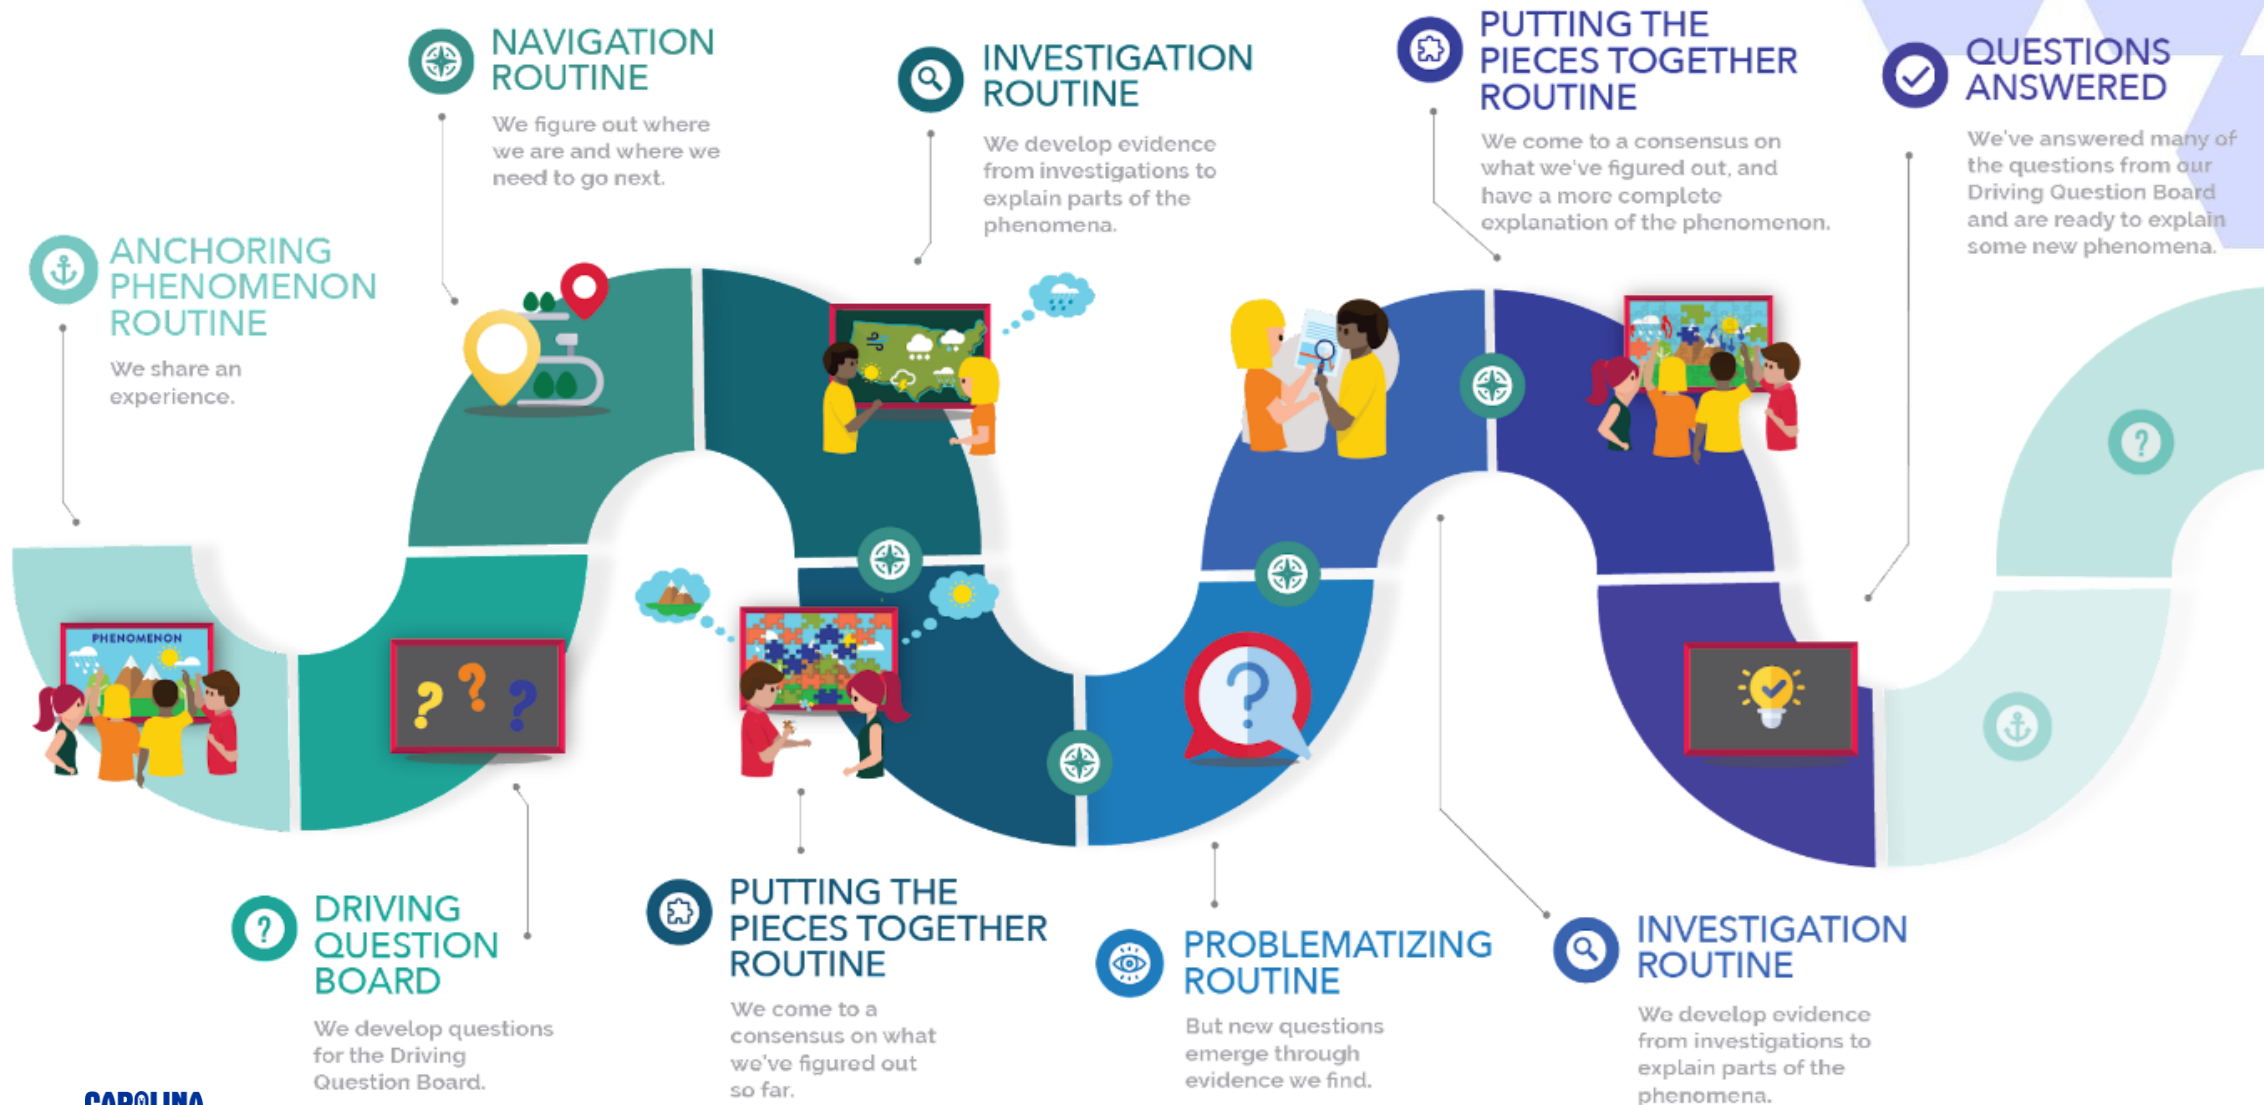 NAVIGATION
ROUTINE
We figure out where
we are and where we
need to go next.
INVESTIGATION
ROUTINE
We develop evidence
from investigations to
explain parts of the
phenomena.
PUTTING THE
PIECES TOGETHER
ROUTINE
We come to a consensus on
what we've figured out, and
have a more complete
explanation of the phenomenon.
QUESTIONS
ANSWERED
We've answered many of
the questions from our
Driving Question Board
and are ready to explain
some new phenomena.
ANCHORING
PHENOMENON
ROUTINE
We share an
experience.
PHENOMENON
? ? ?
?
?
?
DRIVING
QUESTION
BOARD
We develop questions
for the Driving
Question Board.
PUTTING THE
PIECES TOGETHER
ROUTINE
We come to a
consensus on what
we've figured out
so far.
PROBLEMATIZING
ROUTINE
But new questions
emerge through
evidence we find.
INVESTIGATION
ROUTINE
We develop evidence
from investigations to
explain parts of the
phenomena.
CAROLINA